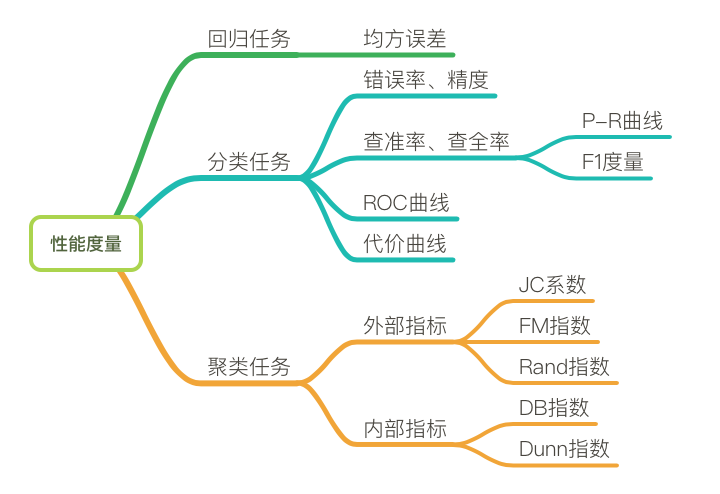 性能度量
回归任务
均方误差
分类任务
错误率、精度
查准率、查全率
P-R曲线
F1度量
ROC曲线
代价曲线
聚类任务
外部指标
JC系数
FM指数
Rand指数
内部指标
DB指数
Dunn指数